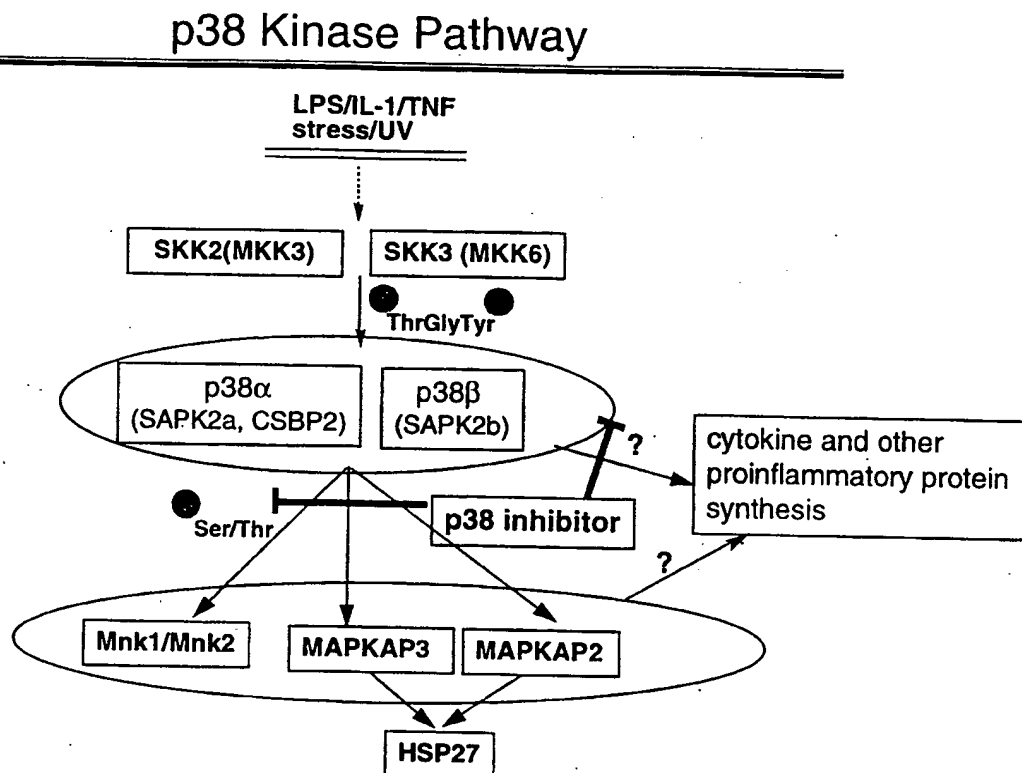 p38 Kinase Pathway
LPS/IL-1/TNF
stress/UV
SKK2(MKK3)
SKK3 (MKK6)
ThrGlyTyr
p38α
(SAPK2a, CSBP2)
p38β
(SAPK2b)
?
cytokine and other
proinflammatory protein
synthesis
Ser/Thr
p38 inhibitor
?
Mnk1/Mnk2
MAPKAP3
MAPKAP2
HSP27